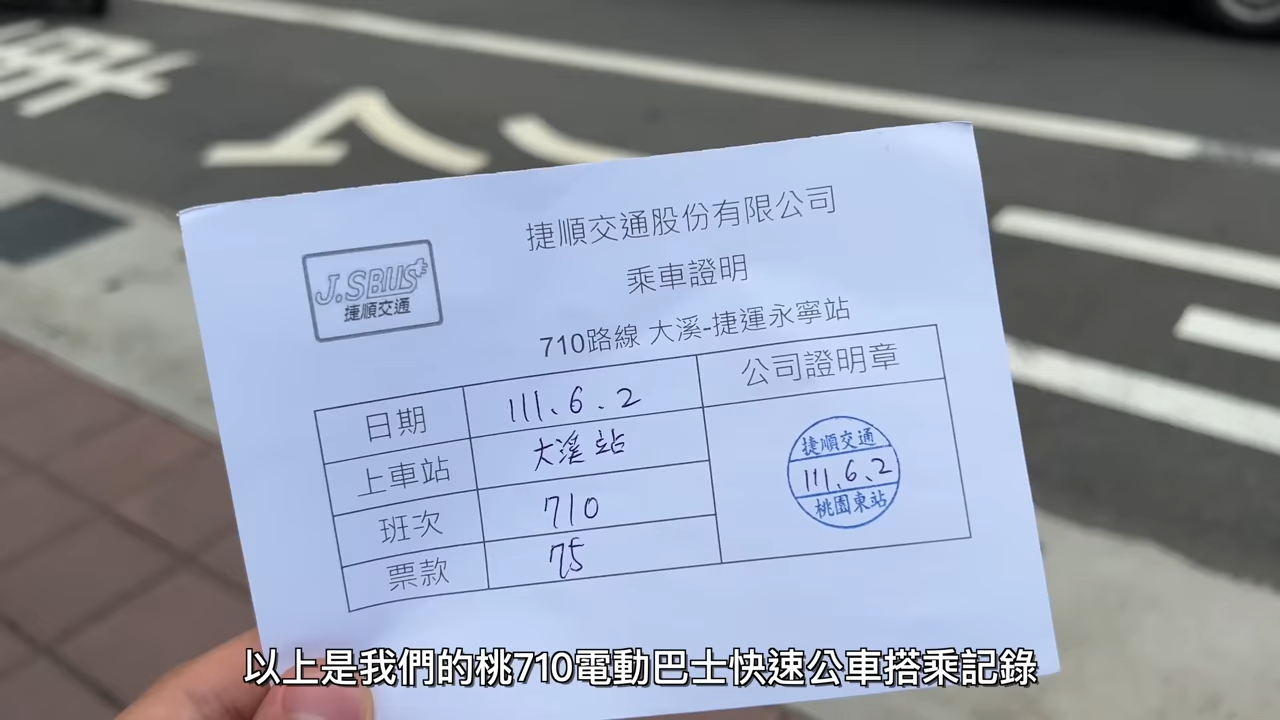 捷順交通股份有限公司
乘車證明
710路線 大溪-捷運永寧站
J.SBUS
捷順交通
日期 111、6、2
上車站 大溪站
班次 710
票款 75
公司證明章
捷順交通
111、6、2
桃園東站
以上是我們的桃710電動巴士快速公車搭乘記錄